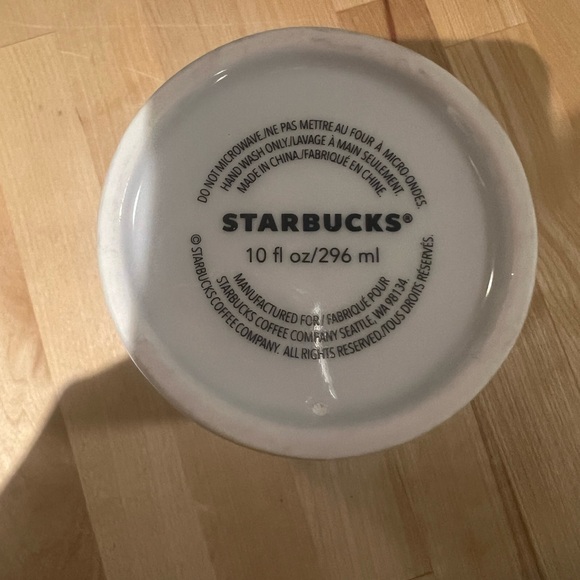 DO NOT MICROWAVE./NE PAS METTRE AU FOUR À MICRO ONDES.
HAND WASH ONLY./LAVAGE À MAIN SEULEMENT.
MADE IN CHINA./FABRIQUÉ EN CHINE.
STARBUCKS®
10 fl oz/296 ml
MANUFACTURED FOR / FABRIQUÉ POUR
STARBUCKS COFFEE COMPANY SEATTLE, WA 98134.
© STARBUCKS COFFEE COMPANY. ALL RIGHTS RESERVED./TOUS DROITS RÉSERVÉS.